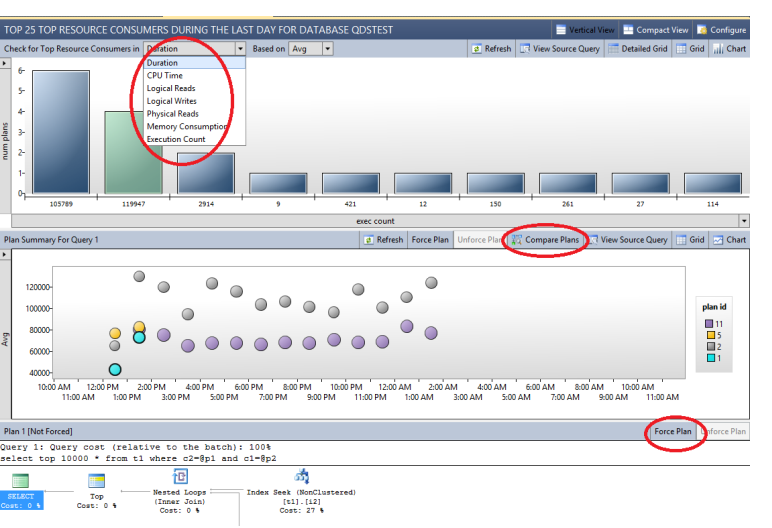 TOP 25 TOP RESOURCE CONSUMERS DURING THE LAST DAY FOR DATABASE QDSTEST Vertical View Compact View Configure
Check for Top Resource Consumers in Duration Based on Avg Refresh View Source Query Detailed Grid Grid Chart
Duration
CPU Time
Logical Reads
Logical Writes
Physical Reads
Memory Consumption
Execution Count
num plans
6
5
4
3
2
1
0
105789 119947 2914 9 421 12 150 261 27 114
exec count
Plan Summary For Query 1 Refresh Force Plan Unforce Plan Compare Plans View Source Query Grid Chart
Avg
120000
100000
80000
60000
40000
plan id
11
5
2
1
10:00 AM 12:00 PM 2:00 PM 4:00 PM 6:00 PM 8:00 PM 10:00 PM 12:00 AM 2:00 AM 4:00 AM 6:00 AM 8:00 AM 10:00 AM
11:00 AM 1:00 PM 3:00 PM 5:00 PM 7:00 PM 9:00 PM 11:00 PM 1:00 AM 3:00 AM 5:00 AM 7:00 AM 9:00 AM 11:00 AM
Plan 1 [Not Forced] Force Plan Unforce Plan
Query 1: Query cost (relative to the batch): 100%
select top 10000 * from t1 where c2=@p1 and c1=@p2
SELECT
Cost: 0 %
Top
Cost: 0 %
Nested Loops
(Inner Join)
Cost: 0 %
Index Seek (NonClustered)
[t1].[i2]
Cost: 27 %